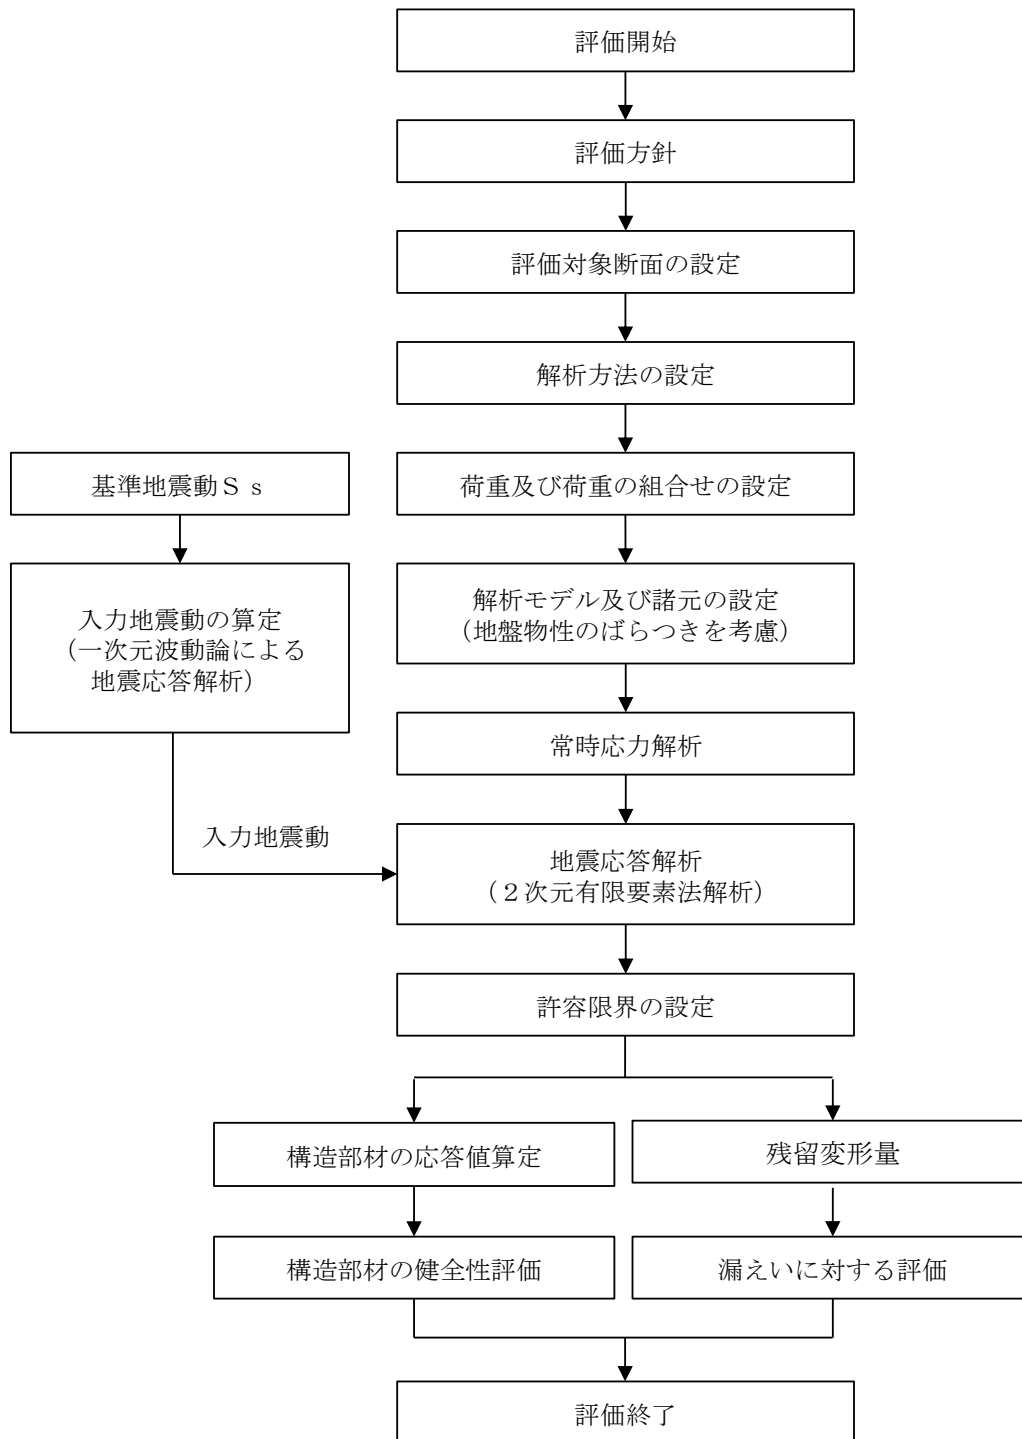 評価開始
評価方針
評価対象断面の設定
解析方法の設定
基準地震動Ｓｓ
荷重及び荷重の組合せの設定
入力地震動の算定
（一次元波動論による
地震応答解析）
解析モデル及び諸元の設定
（地盤物性のばらつきを考慮）
常時応力解析
入力地震動
地震応答解析
（２次元有限要素法解析）
許容限界の設定
構造部材の応答値算定
残留変形量
構造部材の健全性評価
漏えいに対する評価
評価終了